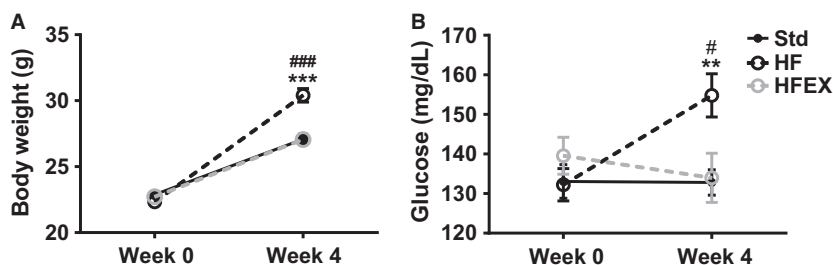 A
Body weight (g)
35
30
25
20
###
***
Week 0
Week 4
B
Glucose (mg/dL)
170
160
150
140
130
120
#
**
Week 0
Week 4
Std
HF
HFEX